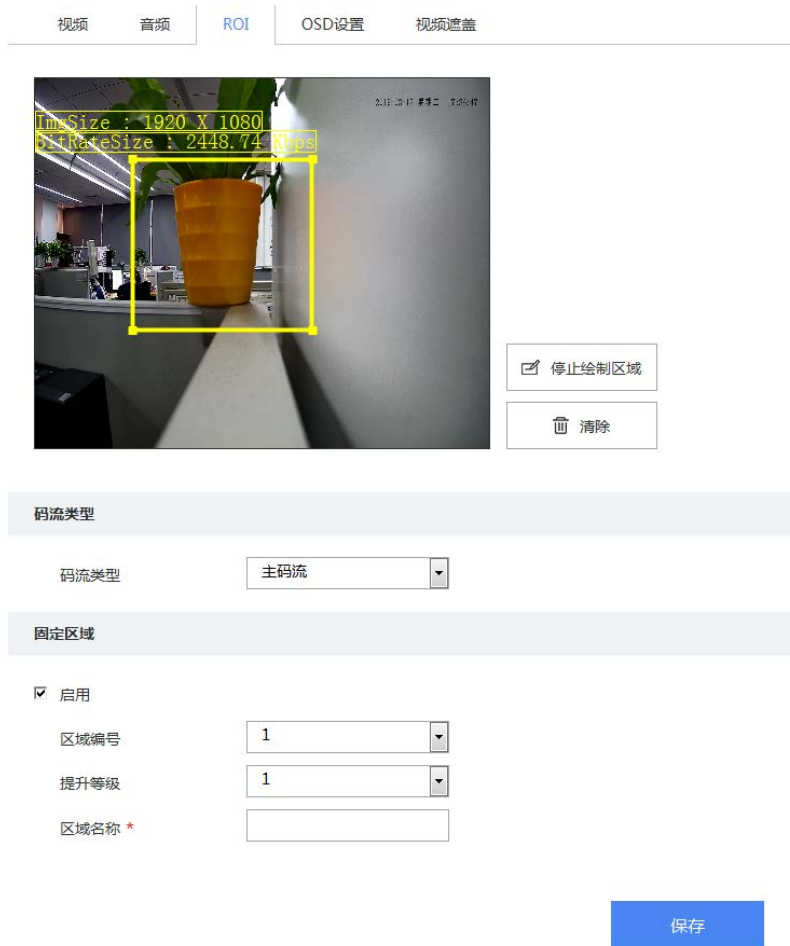 视频 音频 ROI OSD设置 视频遮盖
ImgSize : 1920 X 1080
BitRateSize : 2448.74 Kbps
停止绘制区域
清除
码流类型
码流类型 主码流
固定区域
启用
区域编号 1
提升等级 1
区域名称 *
保存